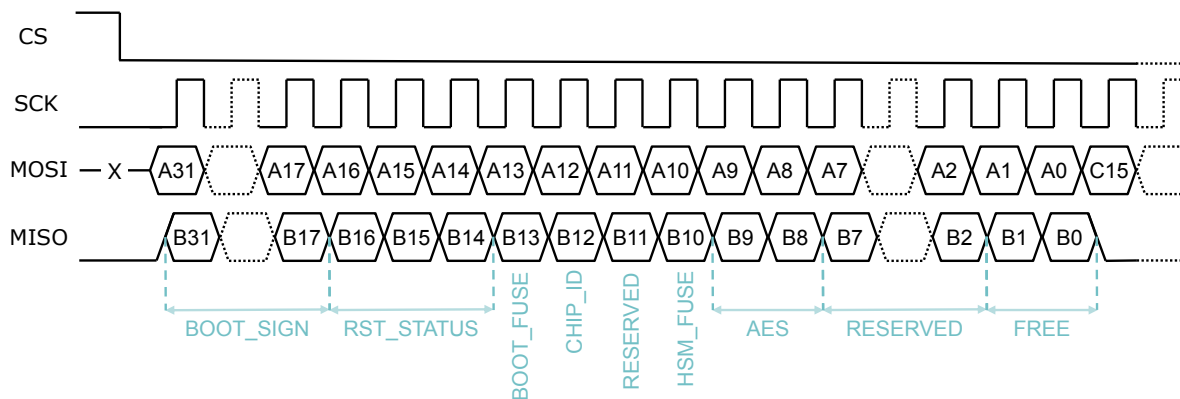 CS
SCK
MOSI X A31 A17 A16 A15 A14 A13 A12 A11 A10 A9 A8 A7 A2 A1 A0 C15
MISO B31 B17 B16 B15 B14 B13 B12 B11 B10 B9 B8 B7 B2 B1 B0
BOOT_SIGN RST_STATUS BOOT_FUSE CHIP_ID RESERVED HSM_FUSE AES RESERVED FREE